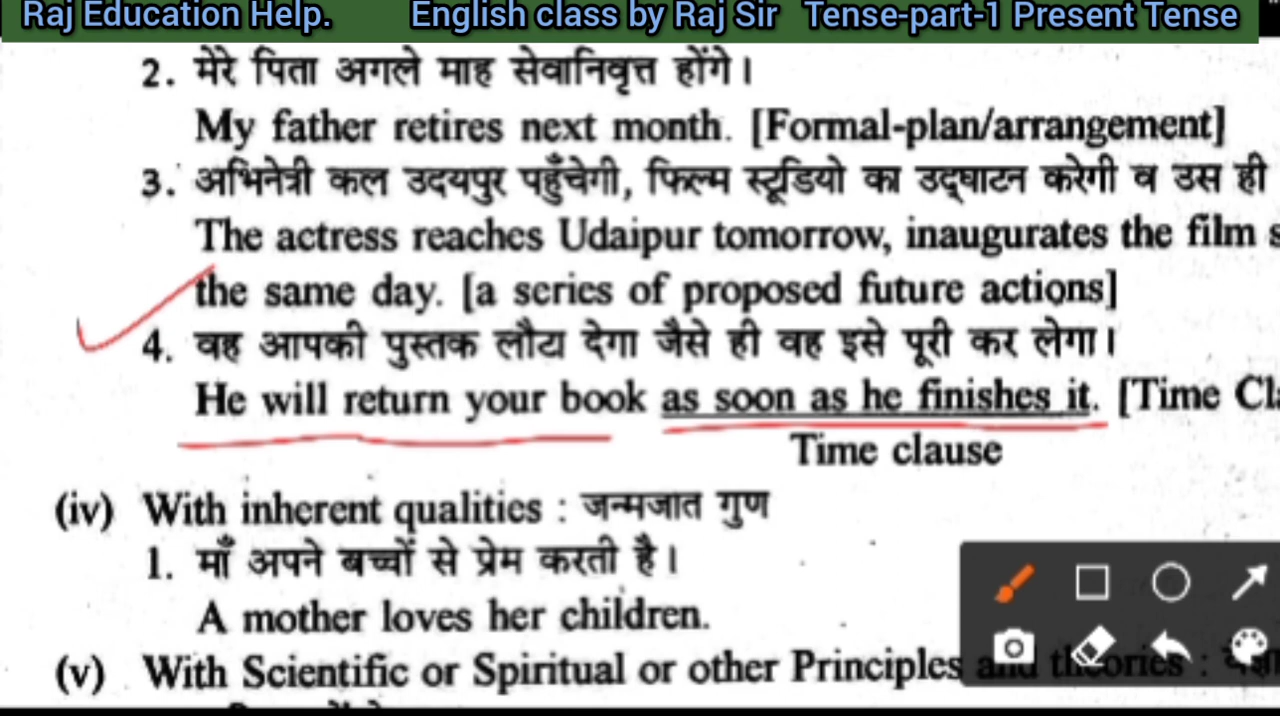 Raj Education Help. English class by Raj Sir Tense-part-1 Present Tense
2. मेरे पिता अगले माह सेवानिवृत्त होंगे।
My father retires next month. [Formal-plan/arrangement]
3. अभिनेत्री कल उदयपुर पहुँचेगी, फिल्म स्टूडियो का उद्घाटन करेगी व उस ही
The actress reaches Udaipur tomorrow, inaugurates the film
the same day. [a series of proposed future actions]
4. वह आपकी पुस्तक लौटा देगा जैसे ही वह इसे पूरी कर लेगा।
He will return your book as soon as he finishes it. [Time
Time clause
(iv) With inherent qualities : जन्मजात गुण
1. माँ अपने बच्चों से प्रेम करती है।
A mother loves her children.
(v) With Scientific or Spiritual or other Principles and theories :